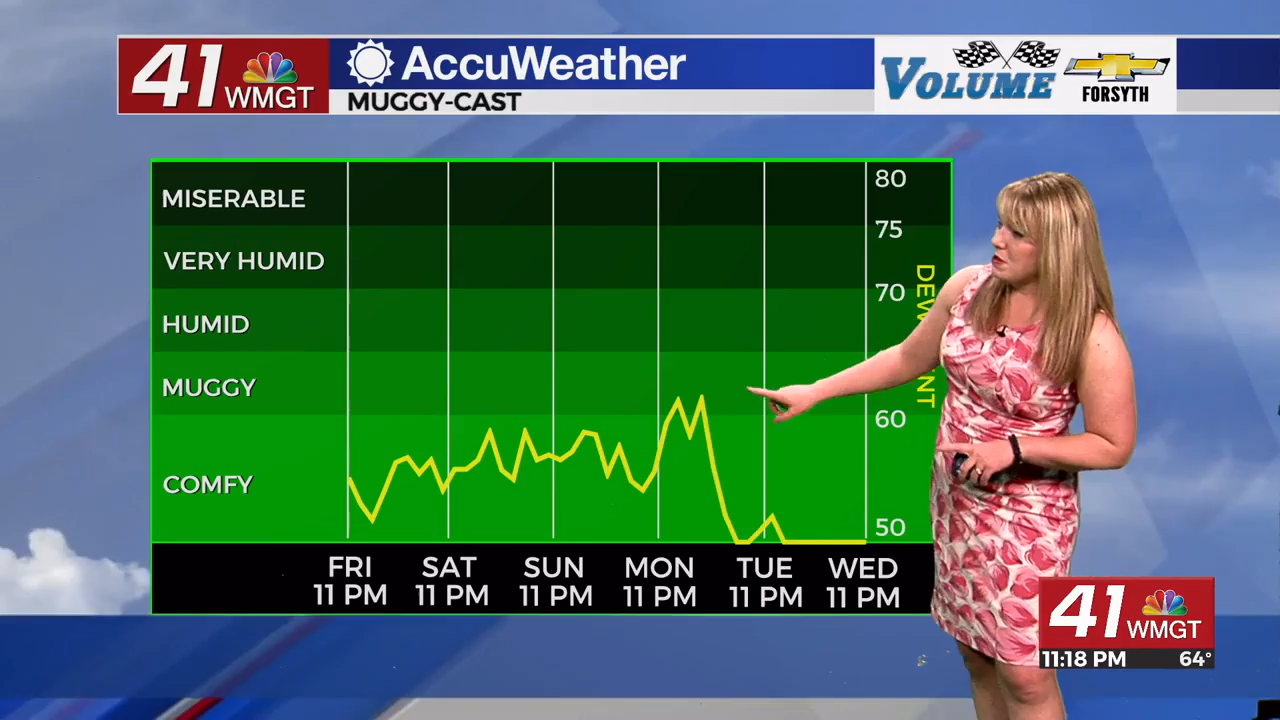 41 WMGT
AccuWeather
MUGGY-CAST
VOLUME
FORSYTH
MISERABLE
VERY HUMID
HUMID
MUGGY
COMFY
80
75
70
60
50
FRI 11 PM
SAT 11 PM
SUN 11 PM
MON 11 PM
TUE 11 PM
WED 11 PM
41 WMGT
11:18 PM 64°